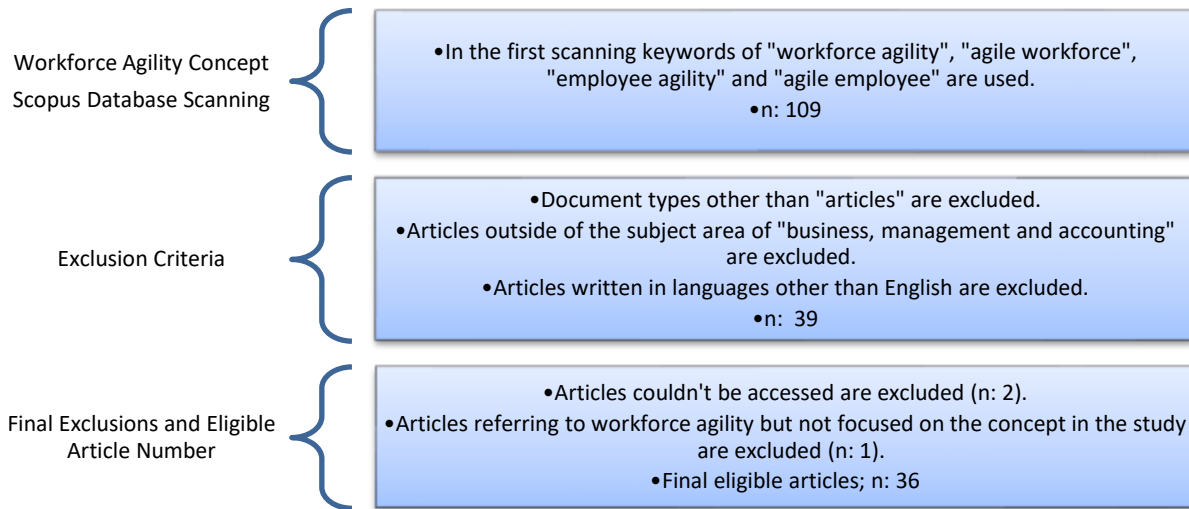 Workforce Agility Concept
Scopus Database Scanning
•In the first scanning keywords of "workforce agility", "agile workforce",
"employee agility" and "agile employee" are used.
•n: 109
Exclusion Criteria
•Document types other than "articles" are excluded.
•Articles outside of the subject area of "business, management and accounting"
are excluded.
•Articles written in languages other than English are excluded.
•n: 39
Final Exclusions and Eligible
Article Number
•Articles couldn't be accessed are excluded (n: 2).
•Articles referring to workforce agility but not focused on the concept in the study
are excluded (n: 1).
•Final eligible articles; n: 36